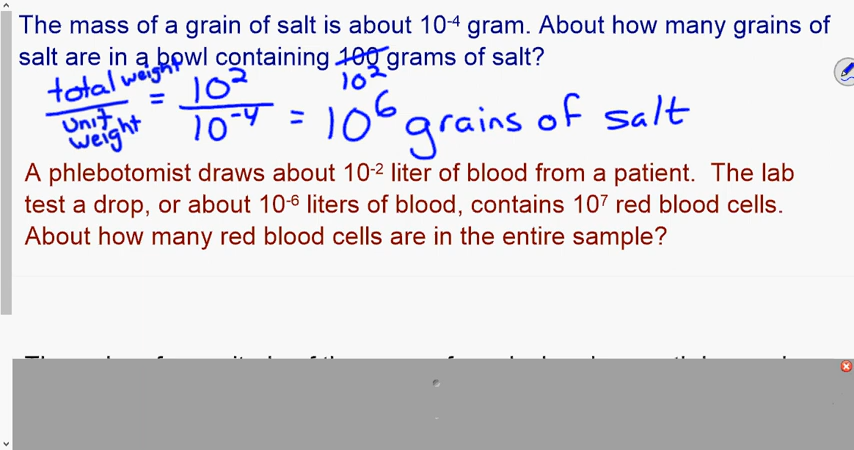 The mass of a grain of salt is about 10⁻⁴ gram. About how many grains of
salt are in a bowl containing 100 grams of salt?
10²
total weight / unit weight = 10² / 10⁻⁴ = 10⁶ grains of salt
A phlebotomist draws about 10⁻² liter of blood from a patient. The lab
test a drop, or about 10⁻⁶ liters of blood, contains 10⁷ red blood cells.
About how many red blood cells are in the entire sample?